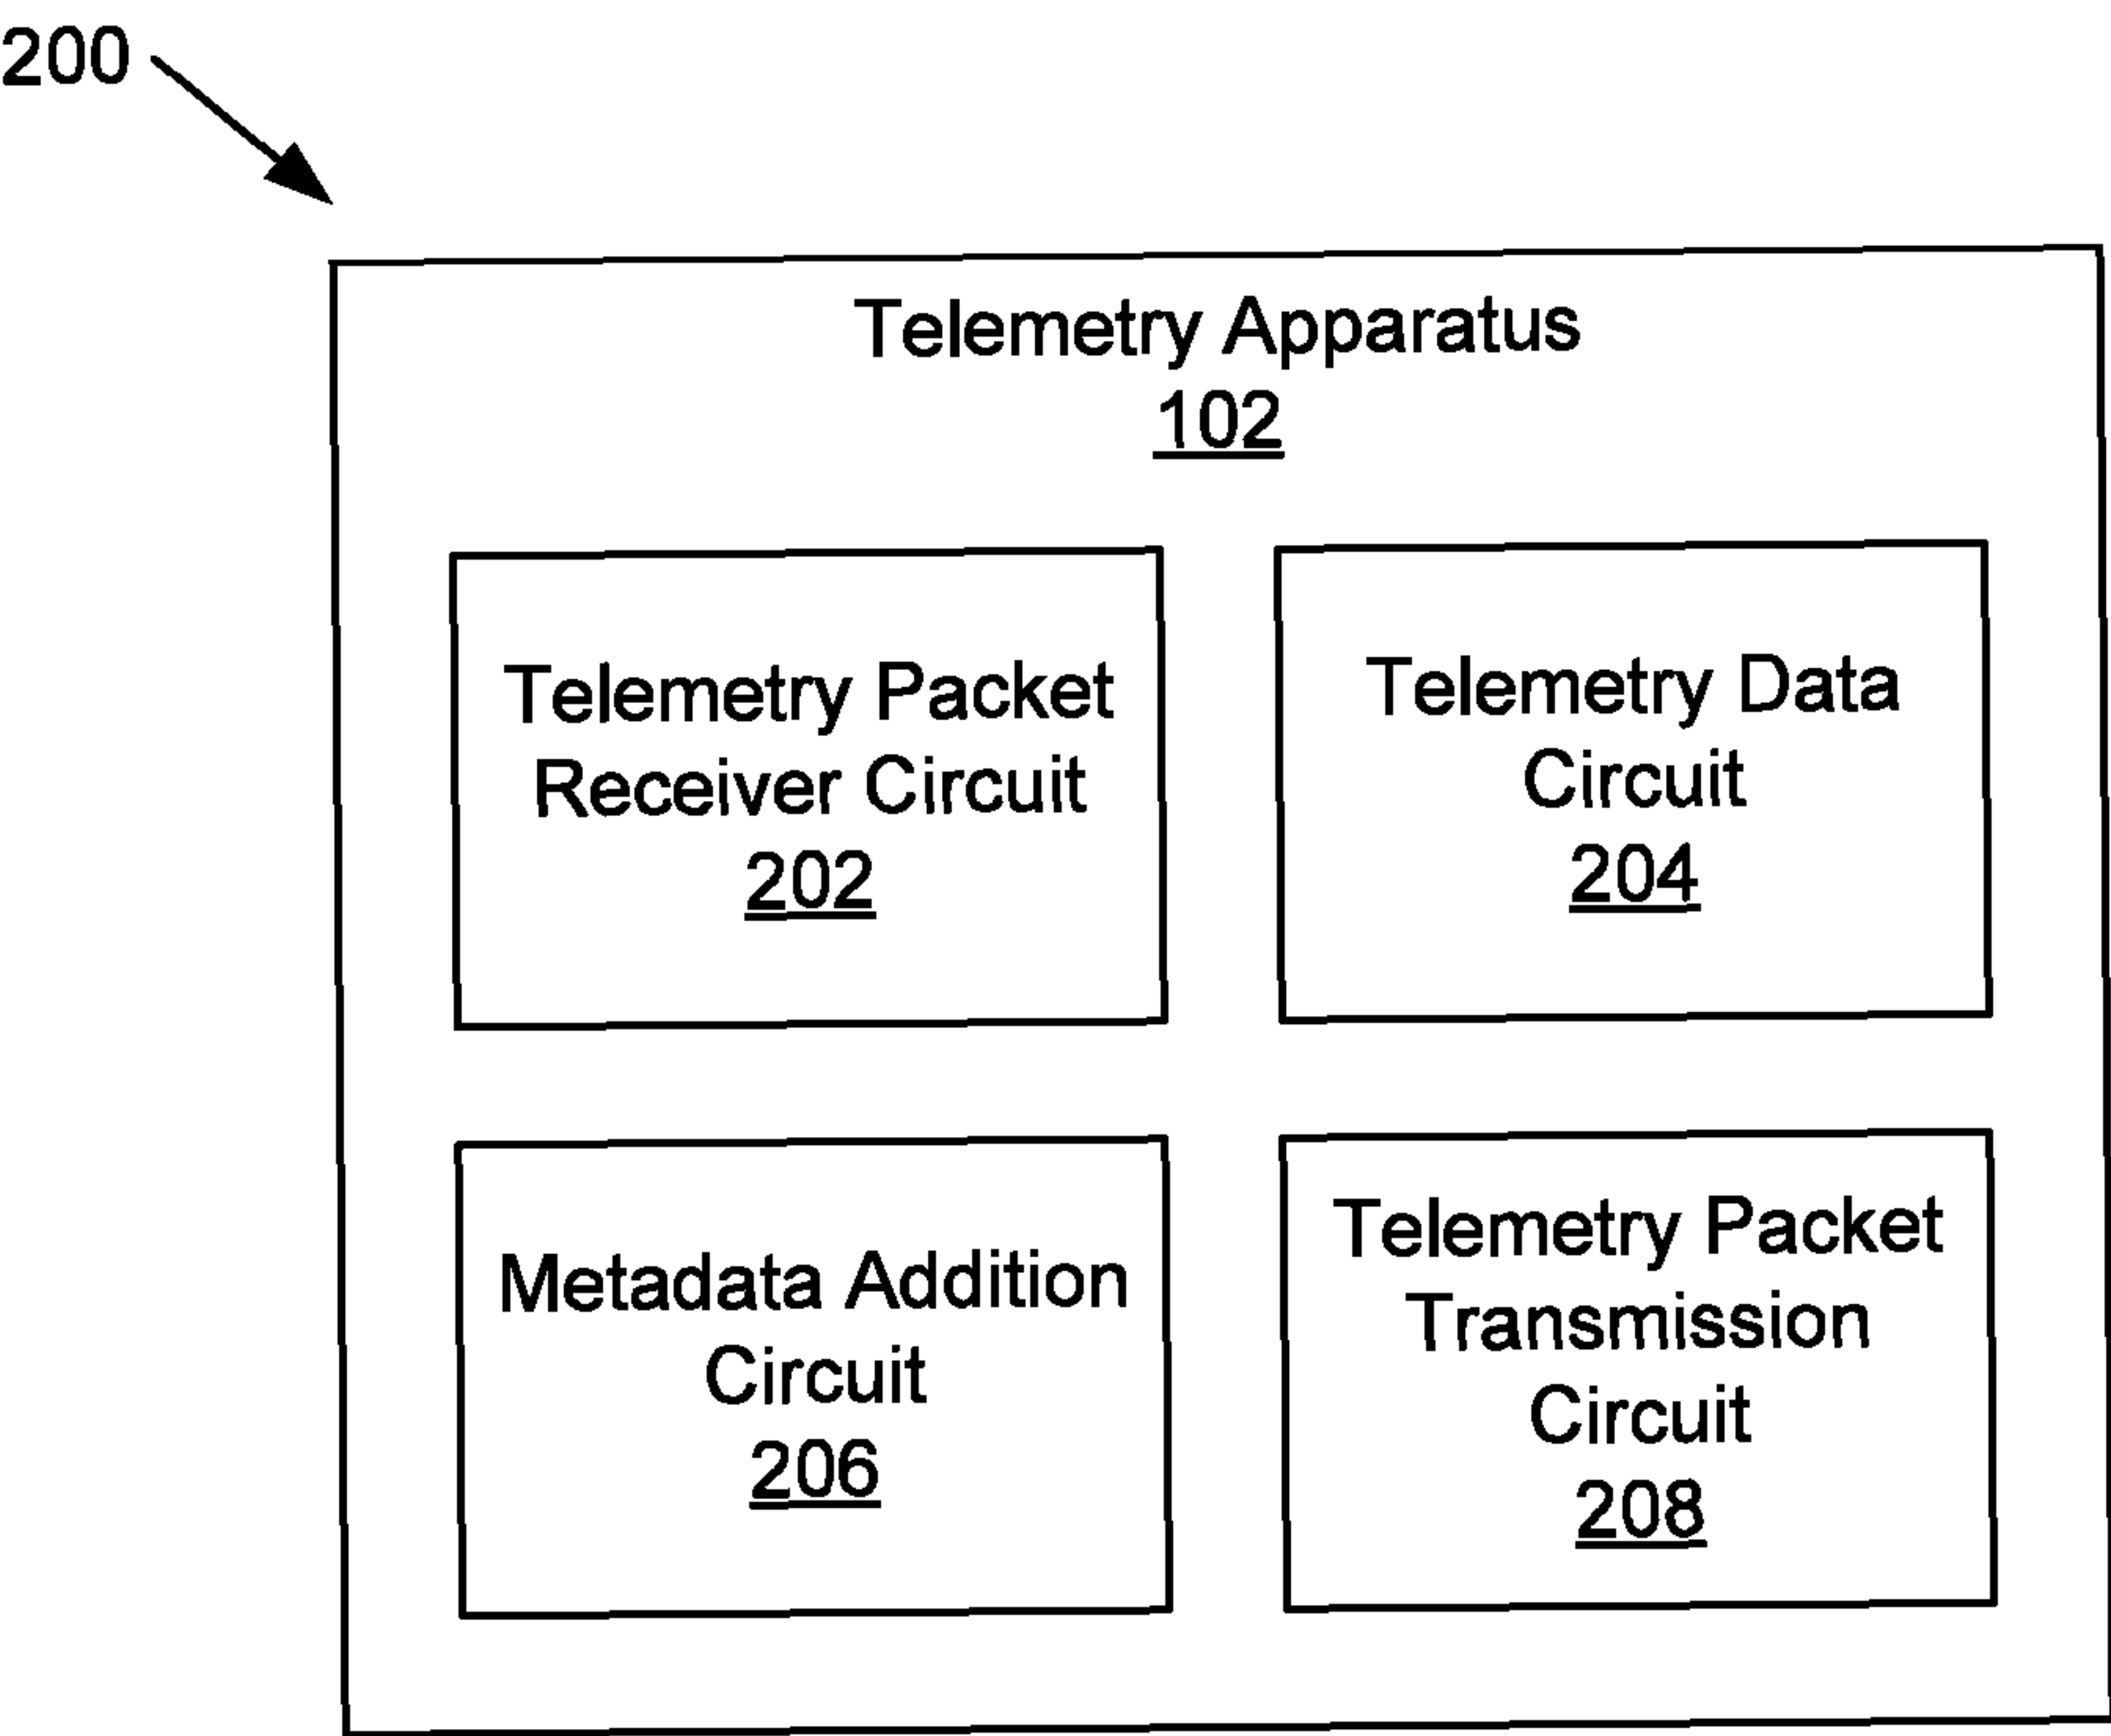 200
Telemetry Apparatus
102
Telemetry Packet
Receiver Circuit
202
Telemetry Data
Circuit
204
Metadata Addition
Circuit
206
Telemetry Packet
Transmission
Circuit
208